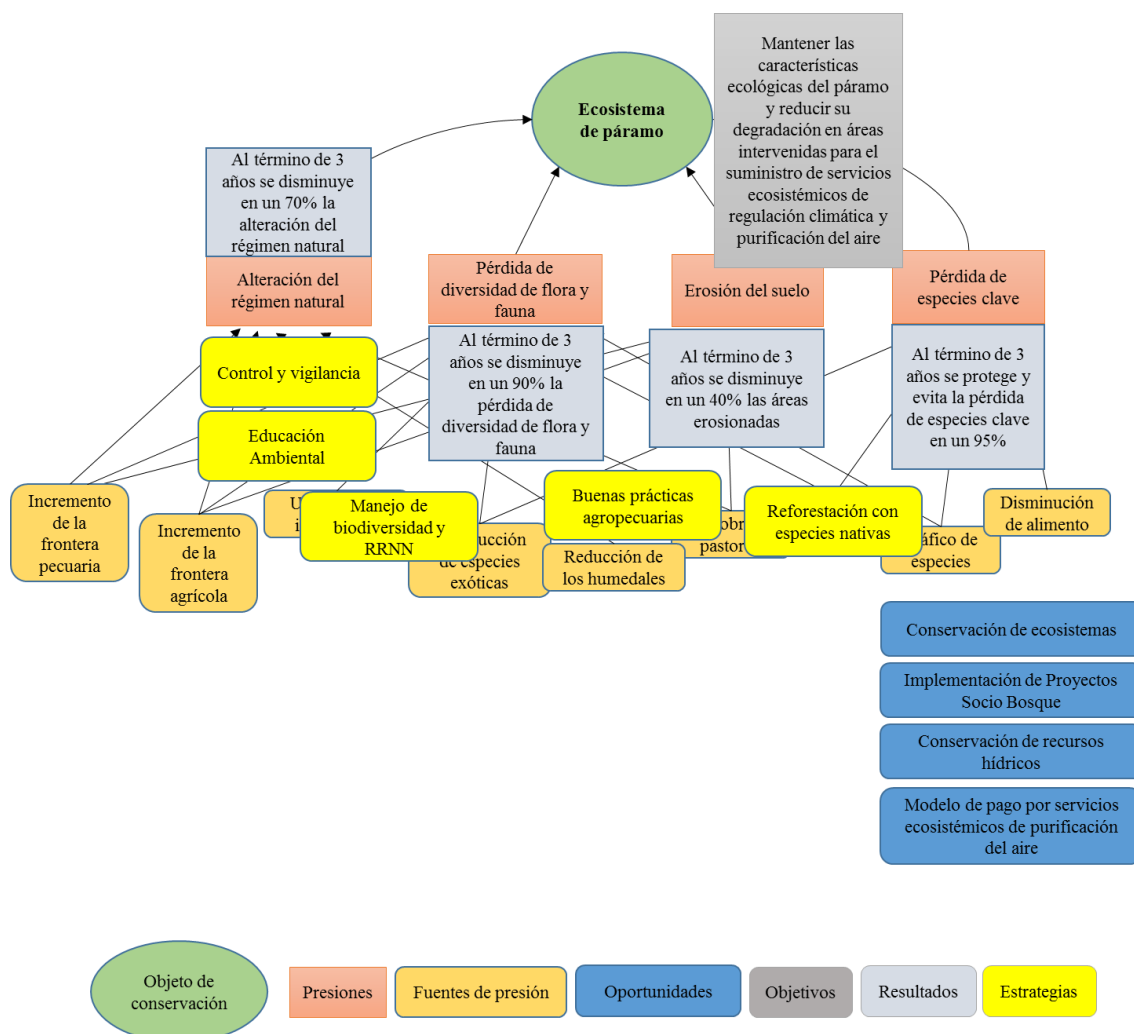 Ecosistema
de páramo
Mantener las
características
ecológicas del páramo
y reducir su
degradación en áreas
intervenidas para el
suministro de servicios
ecosistémicos de
regulación climática y
purificación del aire
Al término de 3
años se disminuye
en un 70% la
alteración del
régimen natural
Alteración del
régimen natural
Pérdida de
diversidad de flora y
fauna
Erosión del suelo
Pérdida de
especies clave
Al término de 3
años se disminuye
en un 90% la
pérdida de
diversidad de flora y
fauna
Al término de 3
años se disminuye
en un 40% las áreas
erosionadas
Al término de 3
años se protege y
evita la pérdida
de especies clave
en un 95%
Control y vigilancia
Educación
Ambiental
Manejo de
biodiversidad y
RRNN
Buenas prácticas
agropecuarias
Reforestación con
especies nativas
Incremento
de la
frontera
pecuaria
Incremento
de la
frontera
agrícola
de especies
exóticas
Reducción de
los humedales
especies
Disminución
de alimento
Conservación de ecosistemas
Implementación de Proyectos
Socio Bosque
Conservación de recursos
hídricos
Modelo de pago por servicios
ecosistémicos de purificación
del aire
Objeto de
conservación
Presiones
Fuentes de presión
Oportunidades
Objetivos
Resultados
Estrategias